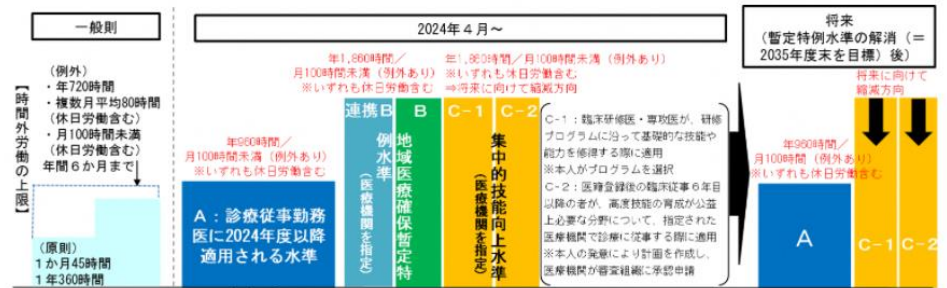 一般則
【時間外労働の上限】
(例外)
・年720時間
・複数月平均80時間
(休日労働含む)
・月100時間未満
(休日労働含む)
年間6か月まで
(原則)
1か月45時間
1年360時間
2024年4月~
年960時間/
月100時間未満(例外あり)
※いずれも休日労働含む
A:診療従事勤務
医に2024年度以降
適用される水準
年1,860時間/
月100時間未満(例外あり)
※いずれも休日労働含む
連携B
B
例水準
(医療機関を指定)
地域医療確保暫定特
年1,860時間/月100時間未満(例外あり)
※いずれも休日労働含む
⇒将来に向けて縮減方向
C-1
C-2
集中的技能向上水準
(医療機関を指定)
C-1:臨床研修医・専攻医が、研修
プログラムに沿って基礎的な技能や
能力を修得する際に適用
※本人がプログラムを選択
C-2:医籍登録後の臨床従事6年目
以降の者が、高度技能の育成が公益
上必要な分野について、指定された
医療機関で診療に従事する際に適用
※本人の発意により計画を作成し、
医療機関が審査組織に承認申請
将来
(暫定特例水準の解消(=
2035年度末を目標)後)
将来に向けて
縮減方向
年960時間/
月100時間(例外あり)
※いずれも休日労働含む
A
C-1
C-2